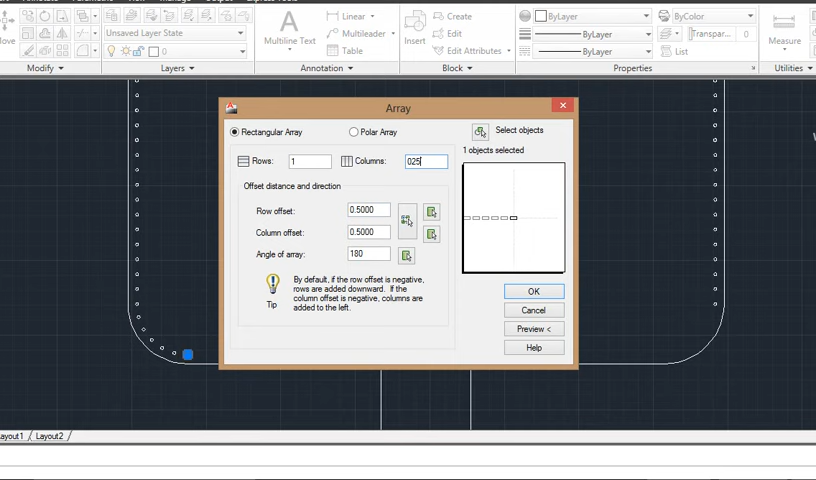 Linear
Create
ByLayer
ByColor
A
Unsaved Layer State
Multileader
Edit
ByLayer
Transpar...
0
Move
Multiline Text
Insert
Measure
0
Table
Edit Attributes
ByLayer
List
Modify
Layers
Annotation
Block
Properties
Utilities
Array
Rectangular Array
Polar Array
Select objects
1 objects selected
Rows:
1
Columns:
025
Offset distance and direction
Row offset:
0.5000
Column offset:
0.5000
Angle of array:
180
Tip
By default, if the row offset is negative,
rows are added downward. If the
column offset is negative, columns are
added to the left.
OK
Cancel
Preview <
Help
Layout2